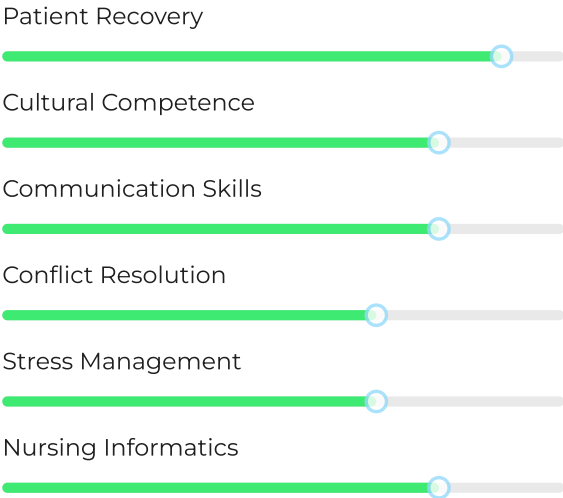 Patient Recovery
Cultural Competence
Communication Skills
Conflict Resolution
Stress Management
Nursing Informatics